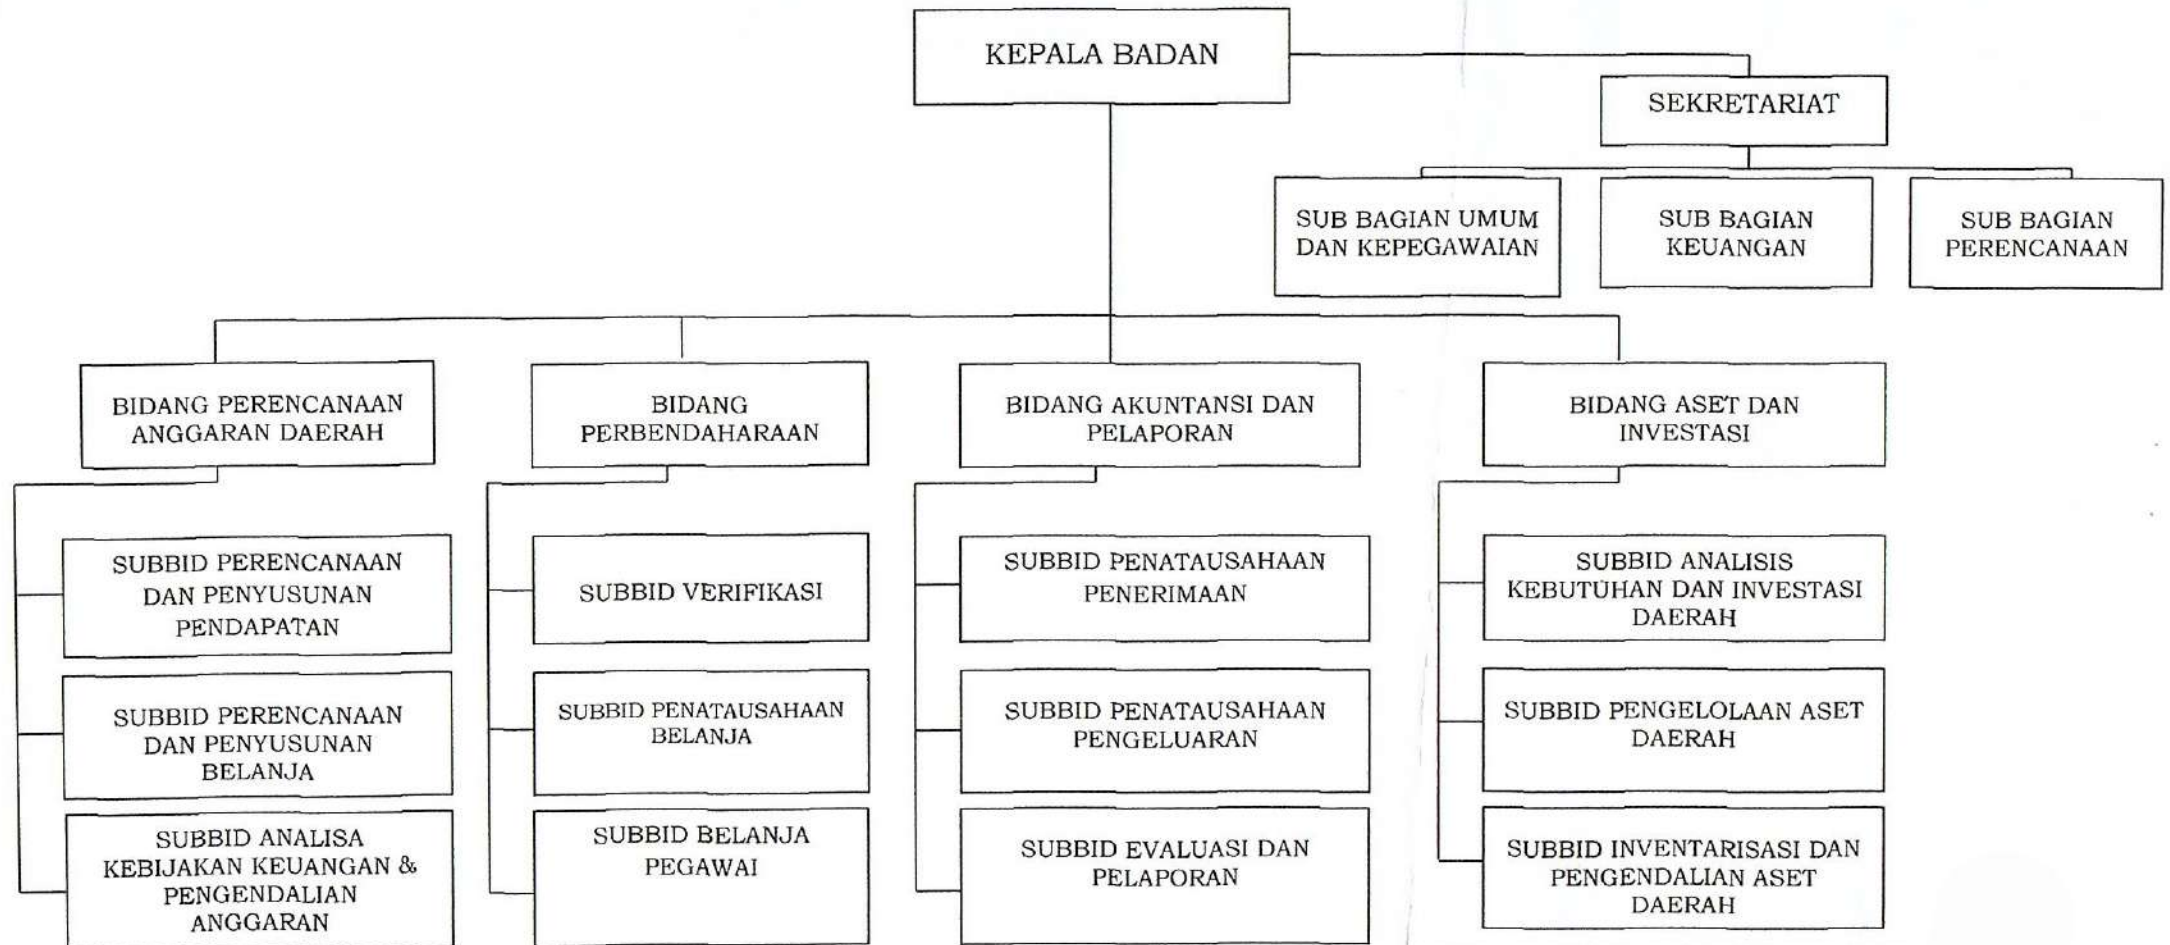 KEPALA BADAN
SEKRETARIAT
SUB BAGIAN UMUM
DAN KEPEGAWAIAN
SUB BAGIAN
KEUANGAN
SUB BAGIAN
PERENCANAAN
BIDANG PERENCANAAN
ANGGARAN DAERAH
BIDANG
PERBENDAHARAAN
BIDANG AKUNTANSI DAN
PELAPORAN
BIDANG ASET DAN
INVESTASI
SUBBID PERENCANAAN
DAN PENYUSUNAN
PENDAPATAN
SUBBID VERIFIKASI
SUBBID PENATAUSAHAAN
PENERIMAAN
SUBBID ANALISIS
KEBUTUHAN DAN INVESTASI
DAERAH
SUBBID PERENCANAAN
DAN PENYUSUNAN
BELANJA
SUBBID PENATAUSAHAAN
BELANJA
SUBBID PENATAUSAHAAN
PENGELUARAN
SUBBID PENGELOLAAN ASET
DAERAH
SUBBID ANALISA
KEBIJAKAN KEUANGAN &
PENGENDALIAN
ANGGARAN
SUBBID BELANJA
PEGAWAI
SUBBID EVALUASI DAN
PELAPORAN
SUBBID INVENTARISASI DAN
PENGENDALIAN ASET
DAERAH